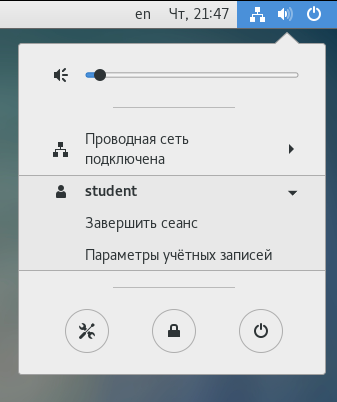 en Чт, 21:47
Проводная сеть
подключена
student
Завершить сеанс
Параметры учётных записей